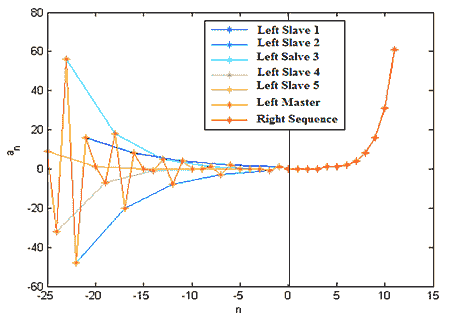 Left Slave 1
Left Slave 2
Left Salve 3
Left Slave 4
Left Slave 5
Left Master
Right Sequence
80
60
40
20
0
-20
-40
-60
-25 -20 -15 -10 -5 0 5 10 15
a_n
n